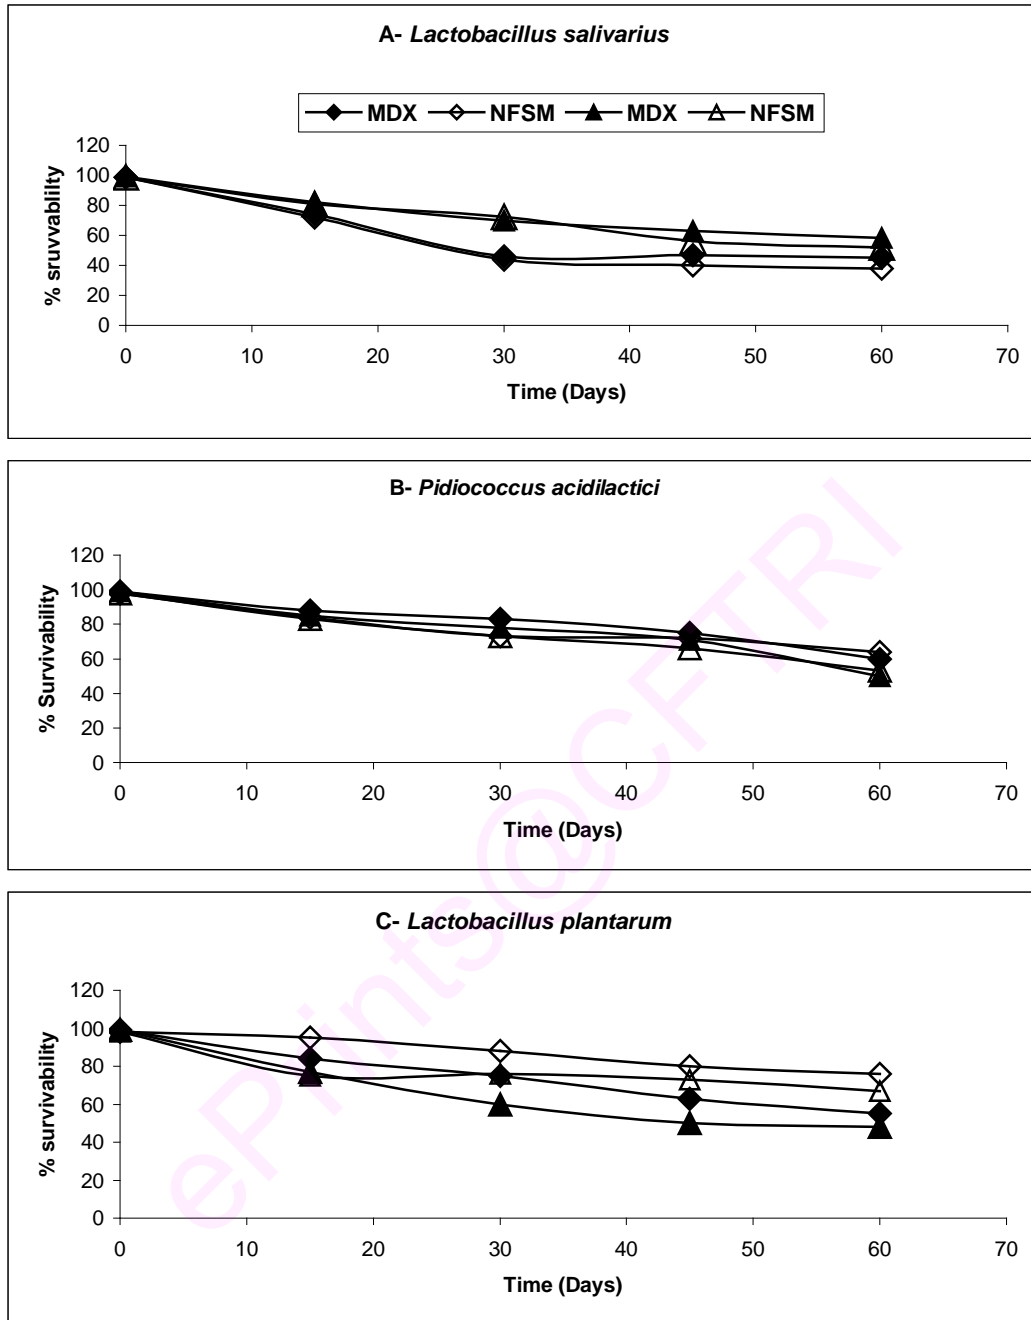 A- Lactobacillus salivarius
MDX NFSM MDX NFSM
120
100
80
60
40
20
0
% sruvvablilty
0 10 20 30 40 50 60 70
Time (Days)
B- Pidiococcus acidilactici
120
100
80
60
40
20
0
% Survivability
0 10 20 30 40 50 60 70
Time (Days)
C- Lactobacillus plantarum
120
100
80
60
40
20
0
% survivability
0 10 20 30 40 50 60 70
Time (Days)
ePrints@CFTRI